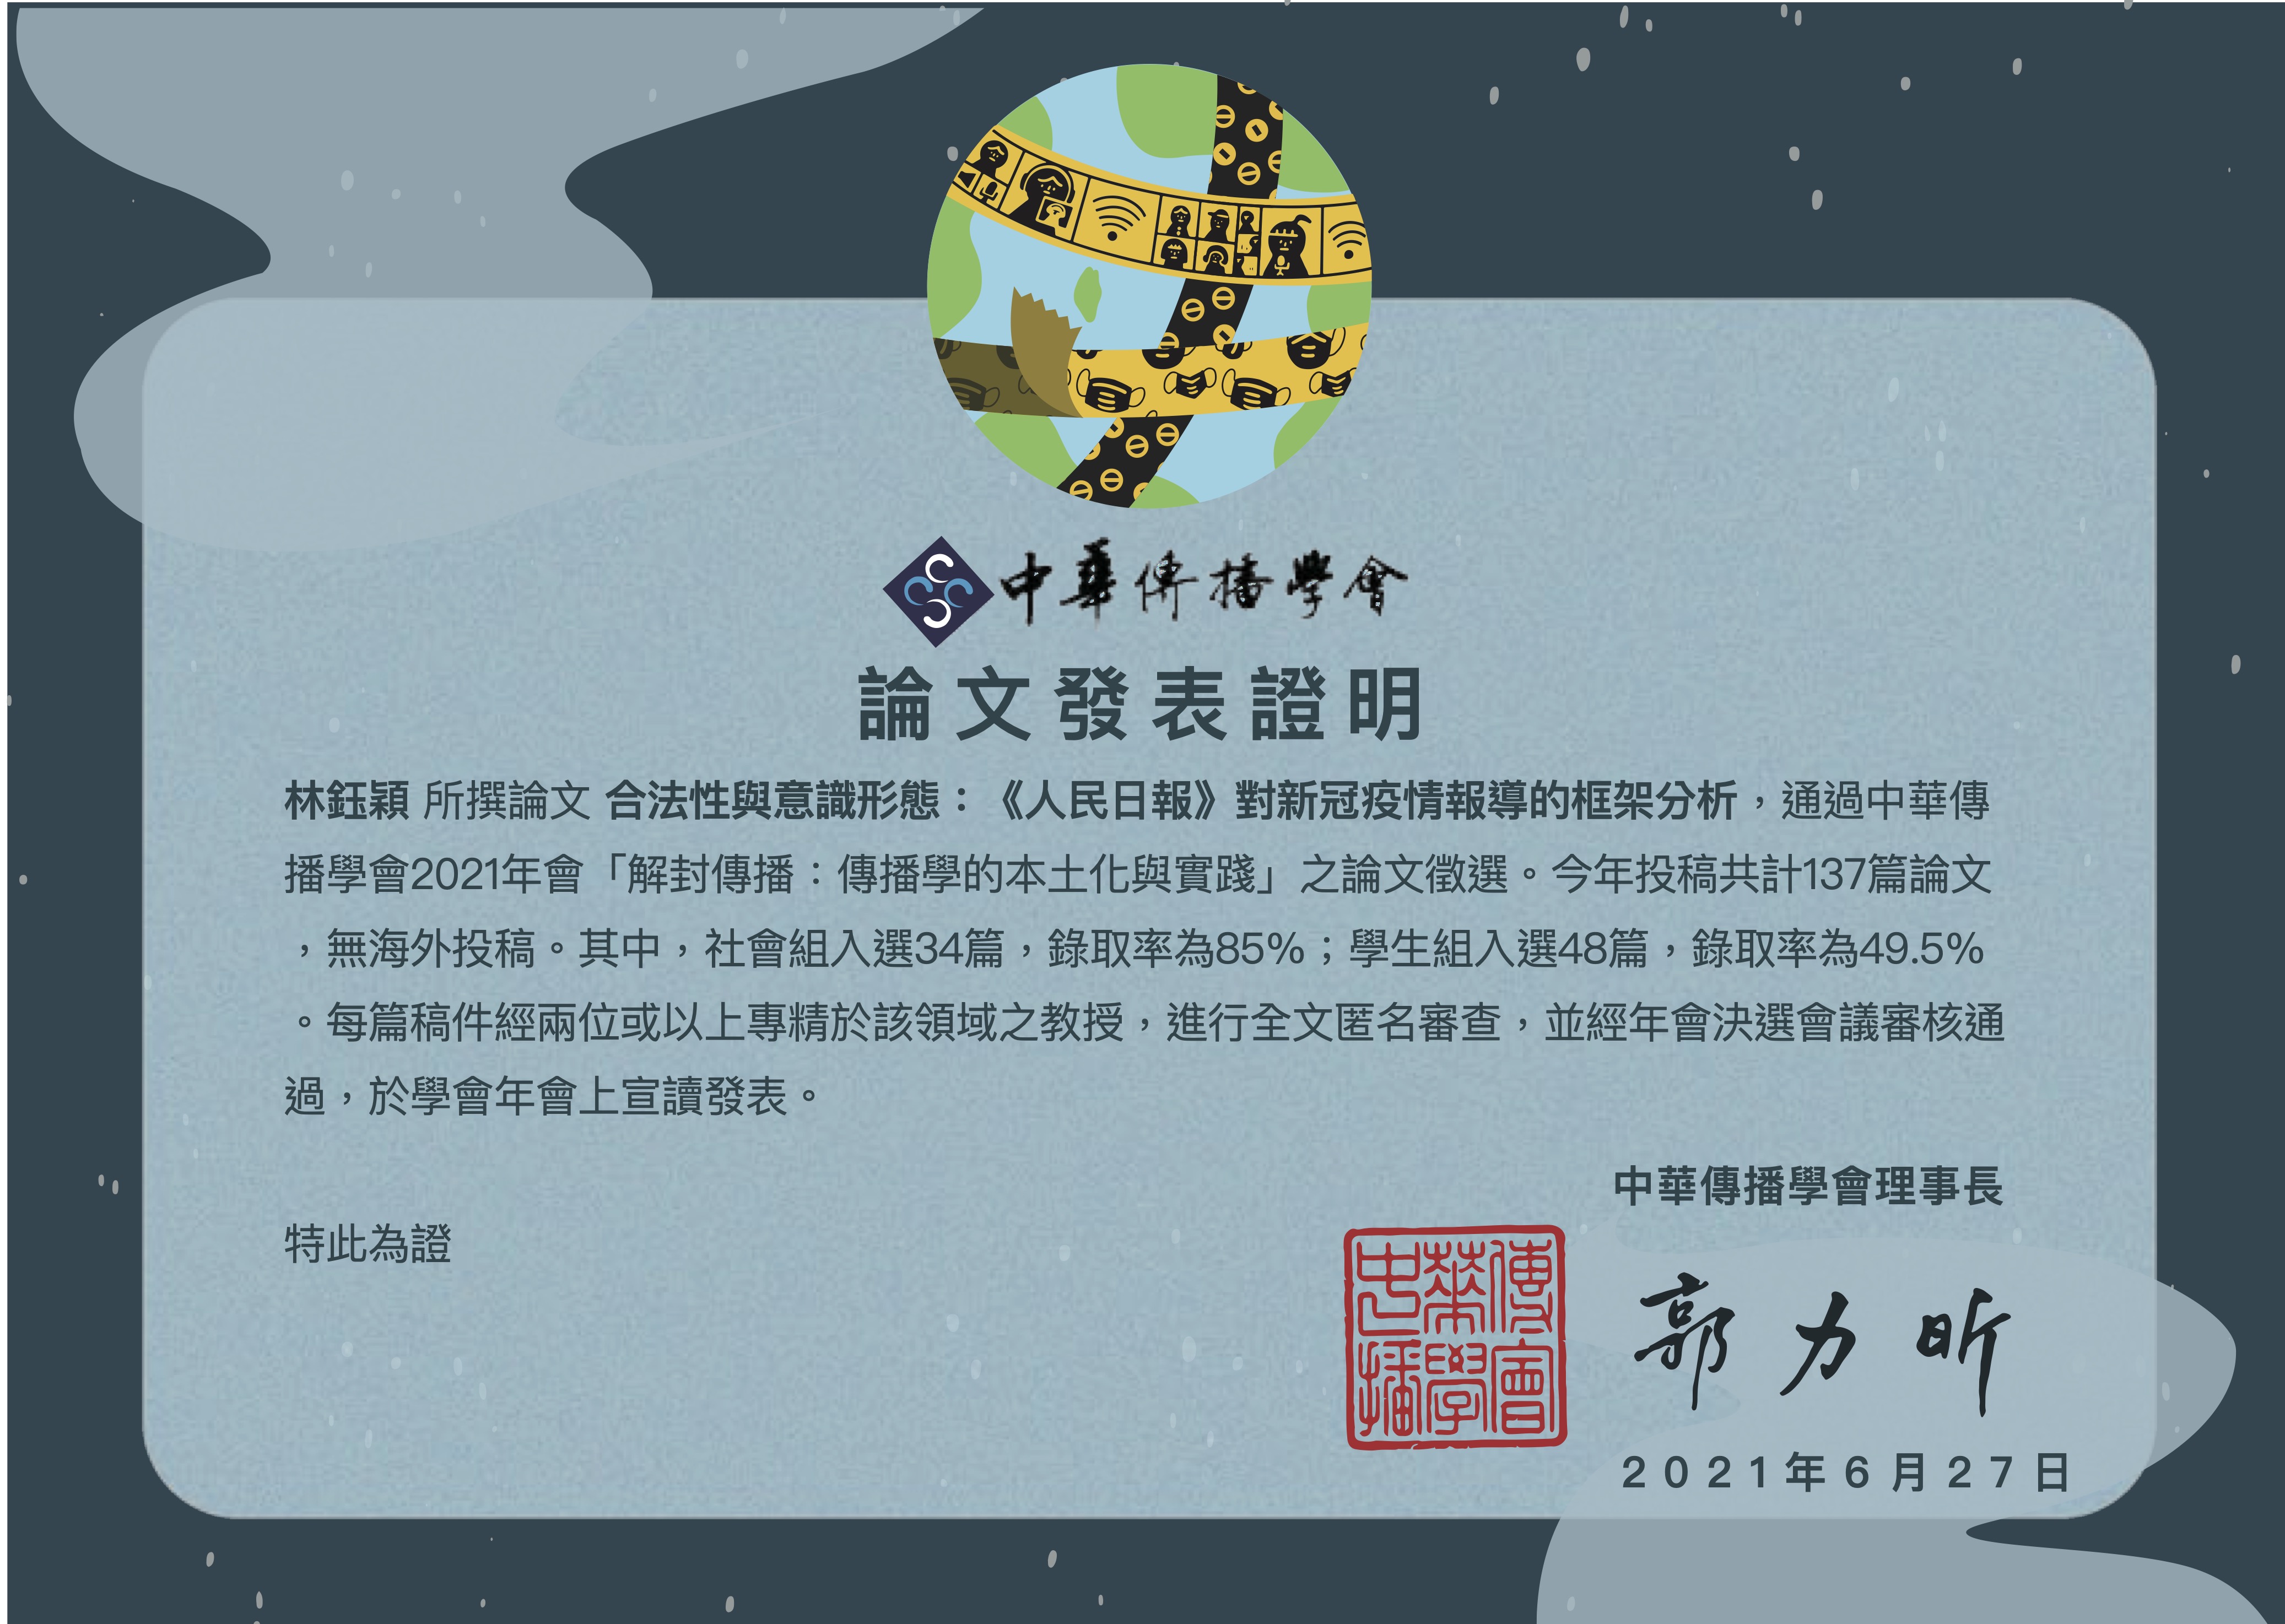 中華傳播學會
論文發表證明
林鈺穎 所撰論文 合法性與意識形態：《人民日報》對新冠疫情報導的框架分析，通過中華傳
播學會2021年會「解封傳播：傳播學的本土化與實踐」之論文徵選。今年投稿共計137篇論文
，無海外投稿。其中，社會組入選34篇，錄取率為85%；學生組入選48篇，錄取率為49.5%
。每篇稿件經兩位或以上專精於該領域之教授，進行全文匿名審查，並經年會決選會議審核通
過，於學會年會上宣讀發表。
中華傳播學會理事長
特此為證
中華傳播學會
郭力昕
2021年6月27日